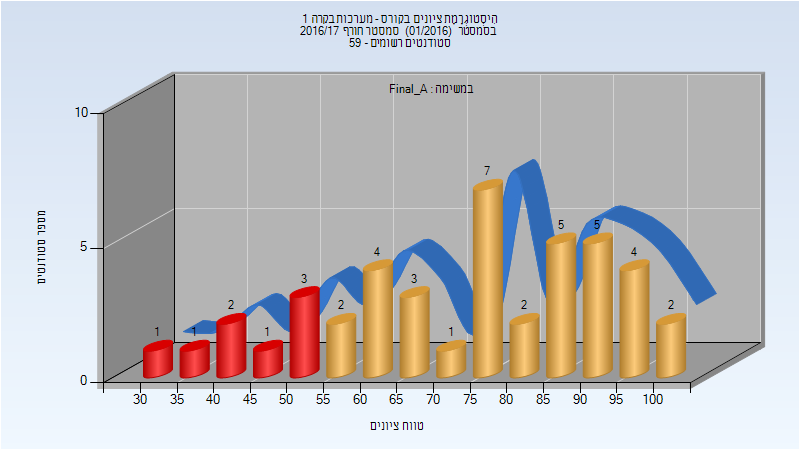 היסטוגרמת ציונים בקורס - מערכות בקרה 1
בסמסטר (01/2016) סמסטר חורף 2016/17
סטודנטים רשומים - 59
במשימה : Final_A
מספר סטודנטים
10
5
0
1
1
2
1
3
2
4
3
1
7
2
5
5
4
2
30 35 40 45 50 55 60 65 70 75 80 85 90 95 100
טווח ציונים